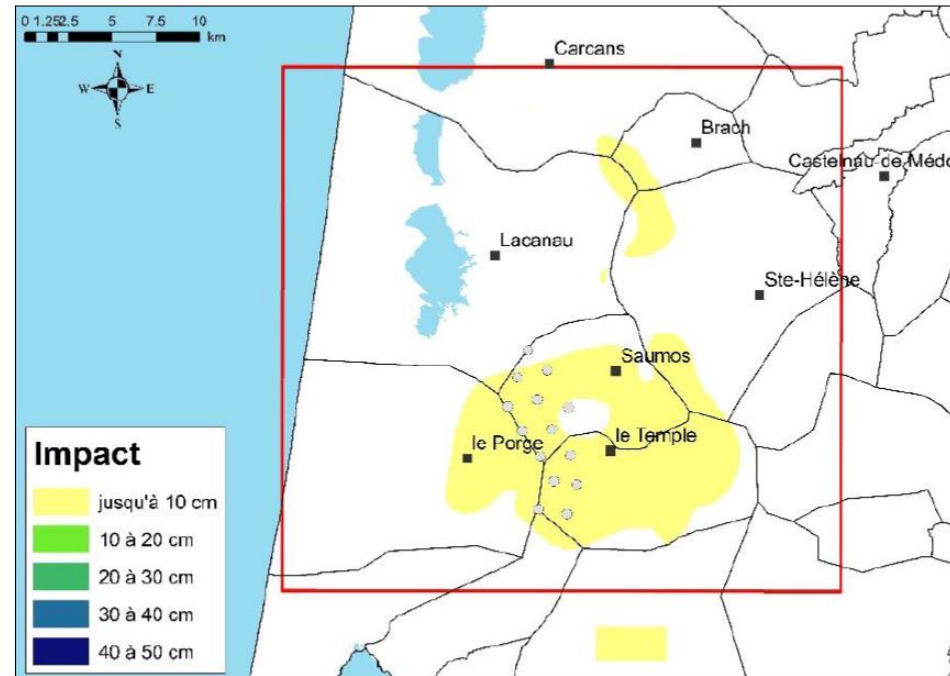 0 1.25 2.5 5 7.5 10
km
N
W E
S
Carcans
Brach
Castelnau-de-Médo
Lacanau
Ste-Hélène
Saumos
le Porge
le Temple
Impact
jusqu'à 10 cm
10 à 20 cm
20 à 30 cm
30 à 40 cm
40 à 50 cm